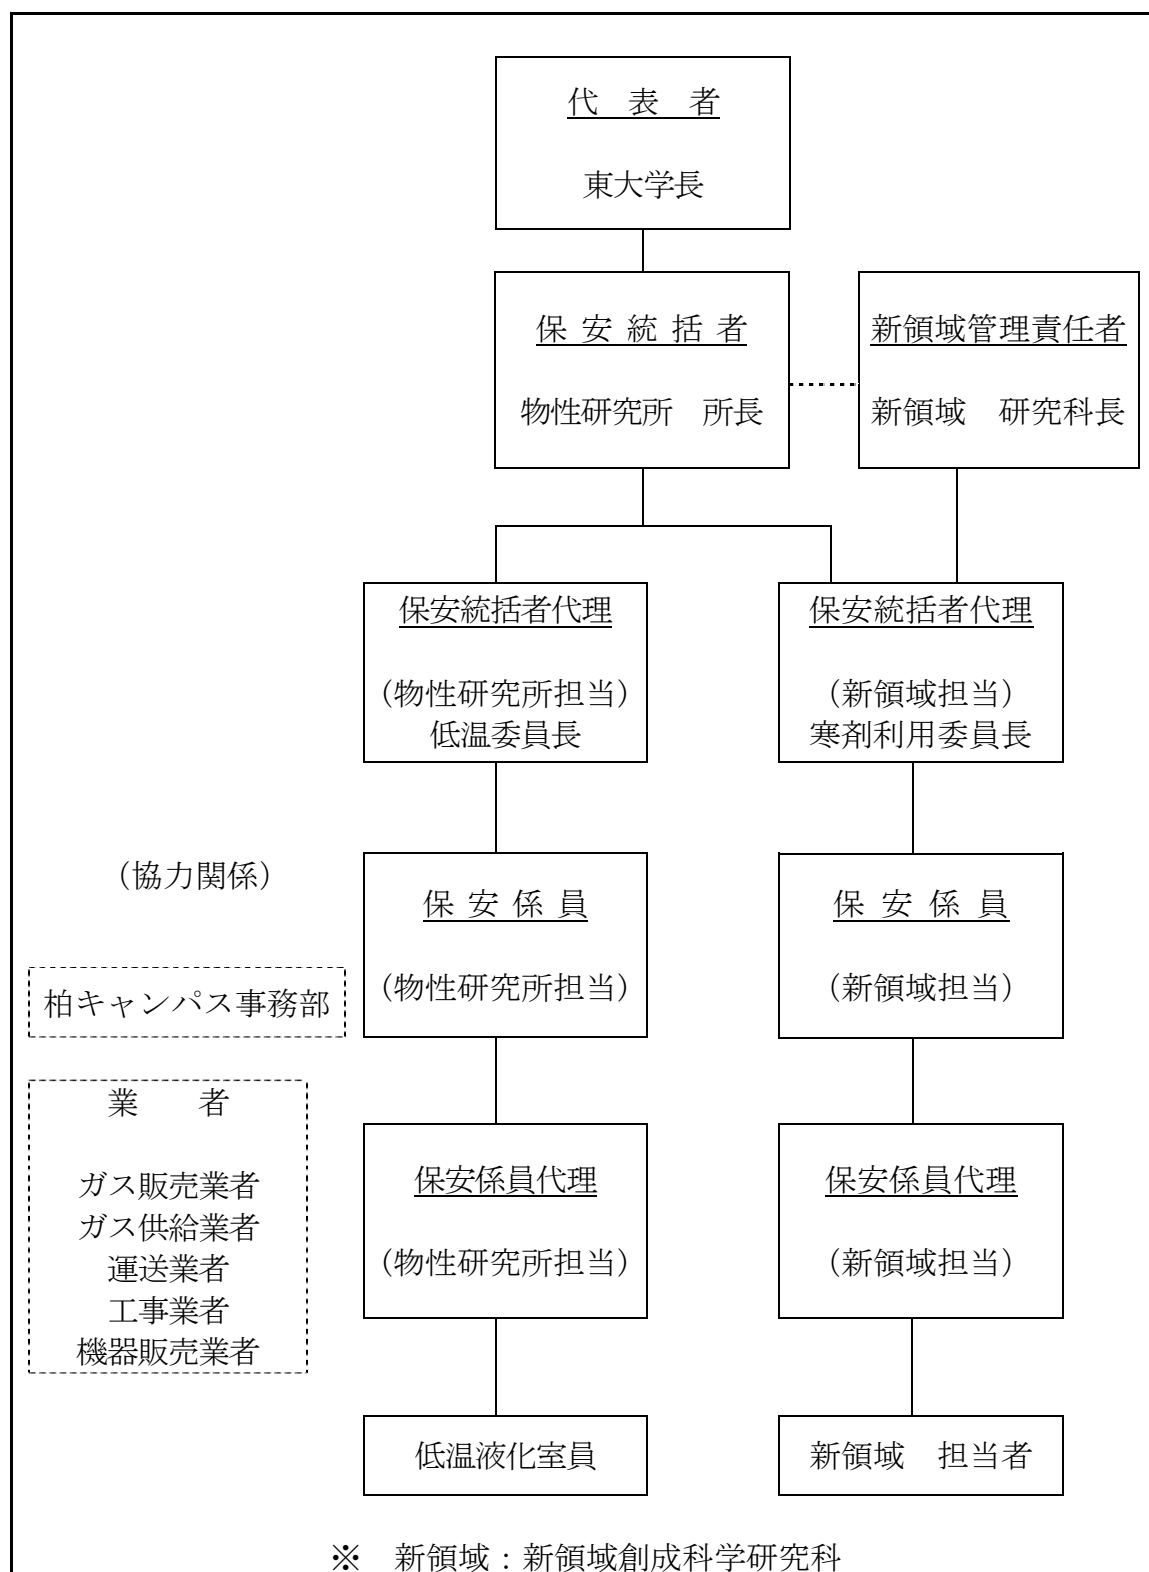 代　表　者
東大学長
保 安 統 括 者
物性研究所　所長
新領域管理責任者
新領域　研究科長
保安統括者代理
（物性研究所担当）
低温委員長
保安統括者代理
（新領域担当）
寒剤利用委員長
（協力関係）
保 安 係 員
（物性研究所担当）
保 安 係 員
（新領域担当）
柏キャンパス事務部
業　　者
ガス販売業者
ガス供給業者
運送業者
工事業者
機器販売業者
保安係員代理
（物性研究所担当）
保安係員代理
（新領域担当）
低温液化室員
新領域　担当者
※　新領域：新領域創成科学研究科